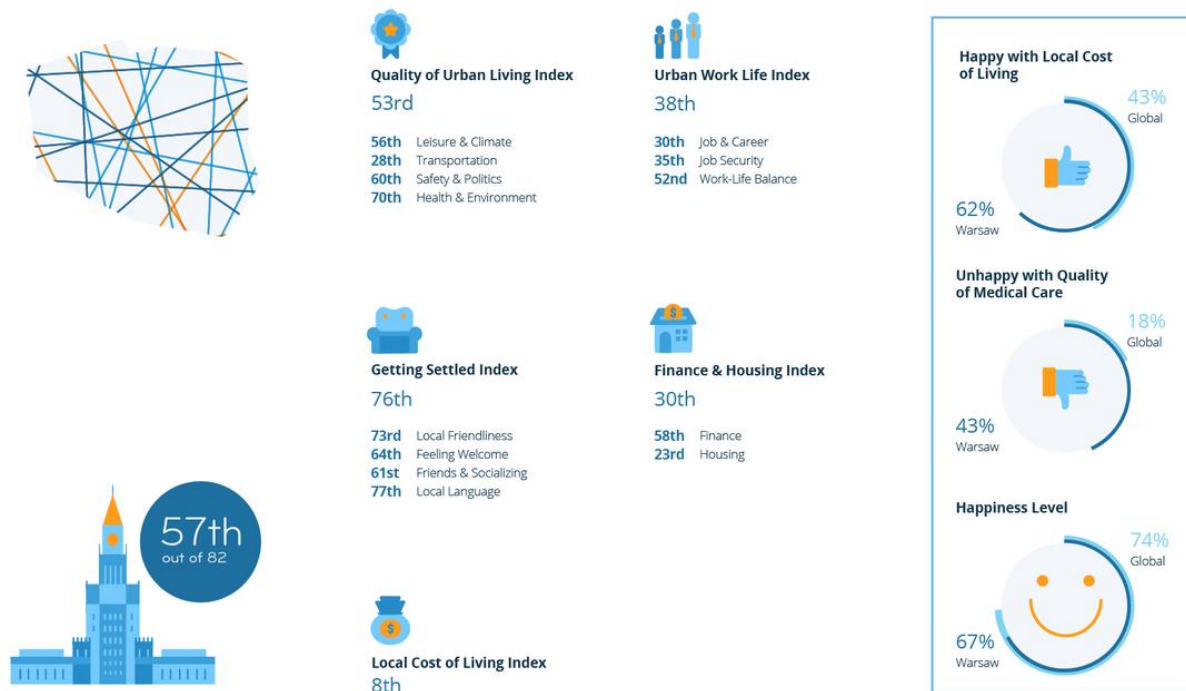 Quality of Urban Living Index
53rd
56th Leisure & Climate
28th Transportation
60th Safety & Politics
70th Health & Environment
Urban Work Life Index
38th
30th Job & Career
35th Job Security
52nd Work-Life Balance
Getting Settled Index
76th
73rd Local Friendliness
64th Feeling Welcome
61st Friends & Socializing
77th Local Language
Finance & Housing Index
$
30th
58th Finance
23rd Housing
57th
out of 82
$
Local Cost of Living Index
8th
Happy with Local Cost
of Living
43%
Global
62%
Warsaw
Unhappy with Quality
of Medical Care
18%
Global
43%
Warsaw
Happiness Level
74%
Global
67%
Warsaw